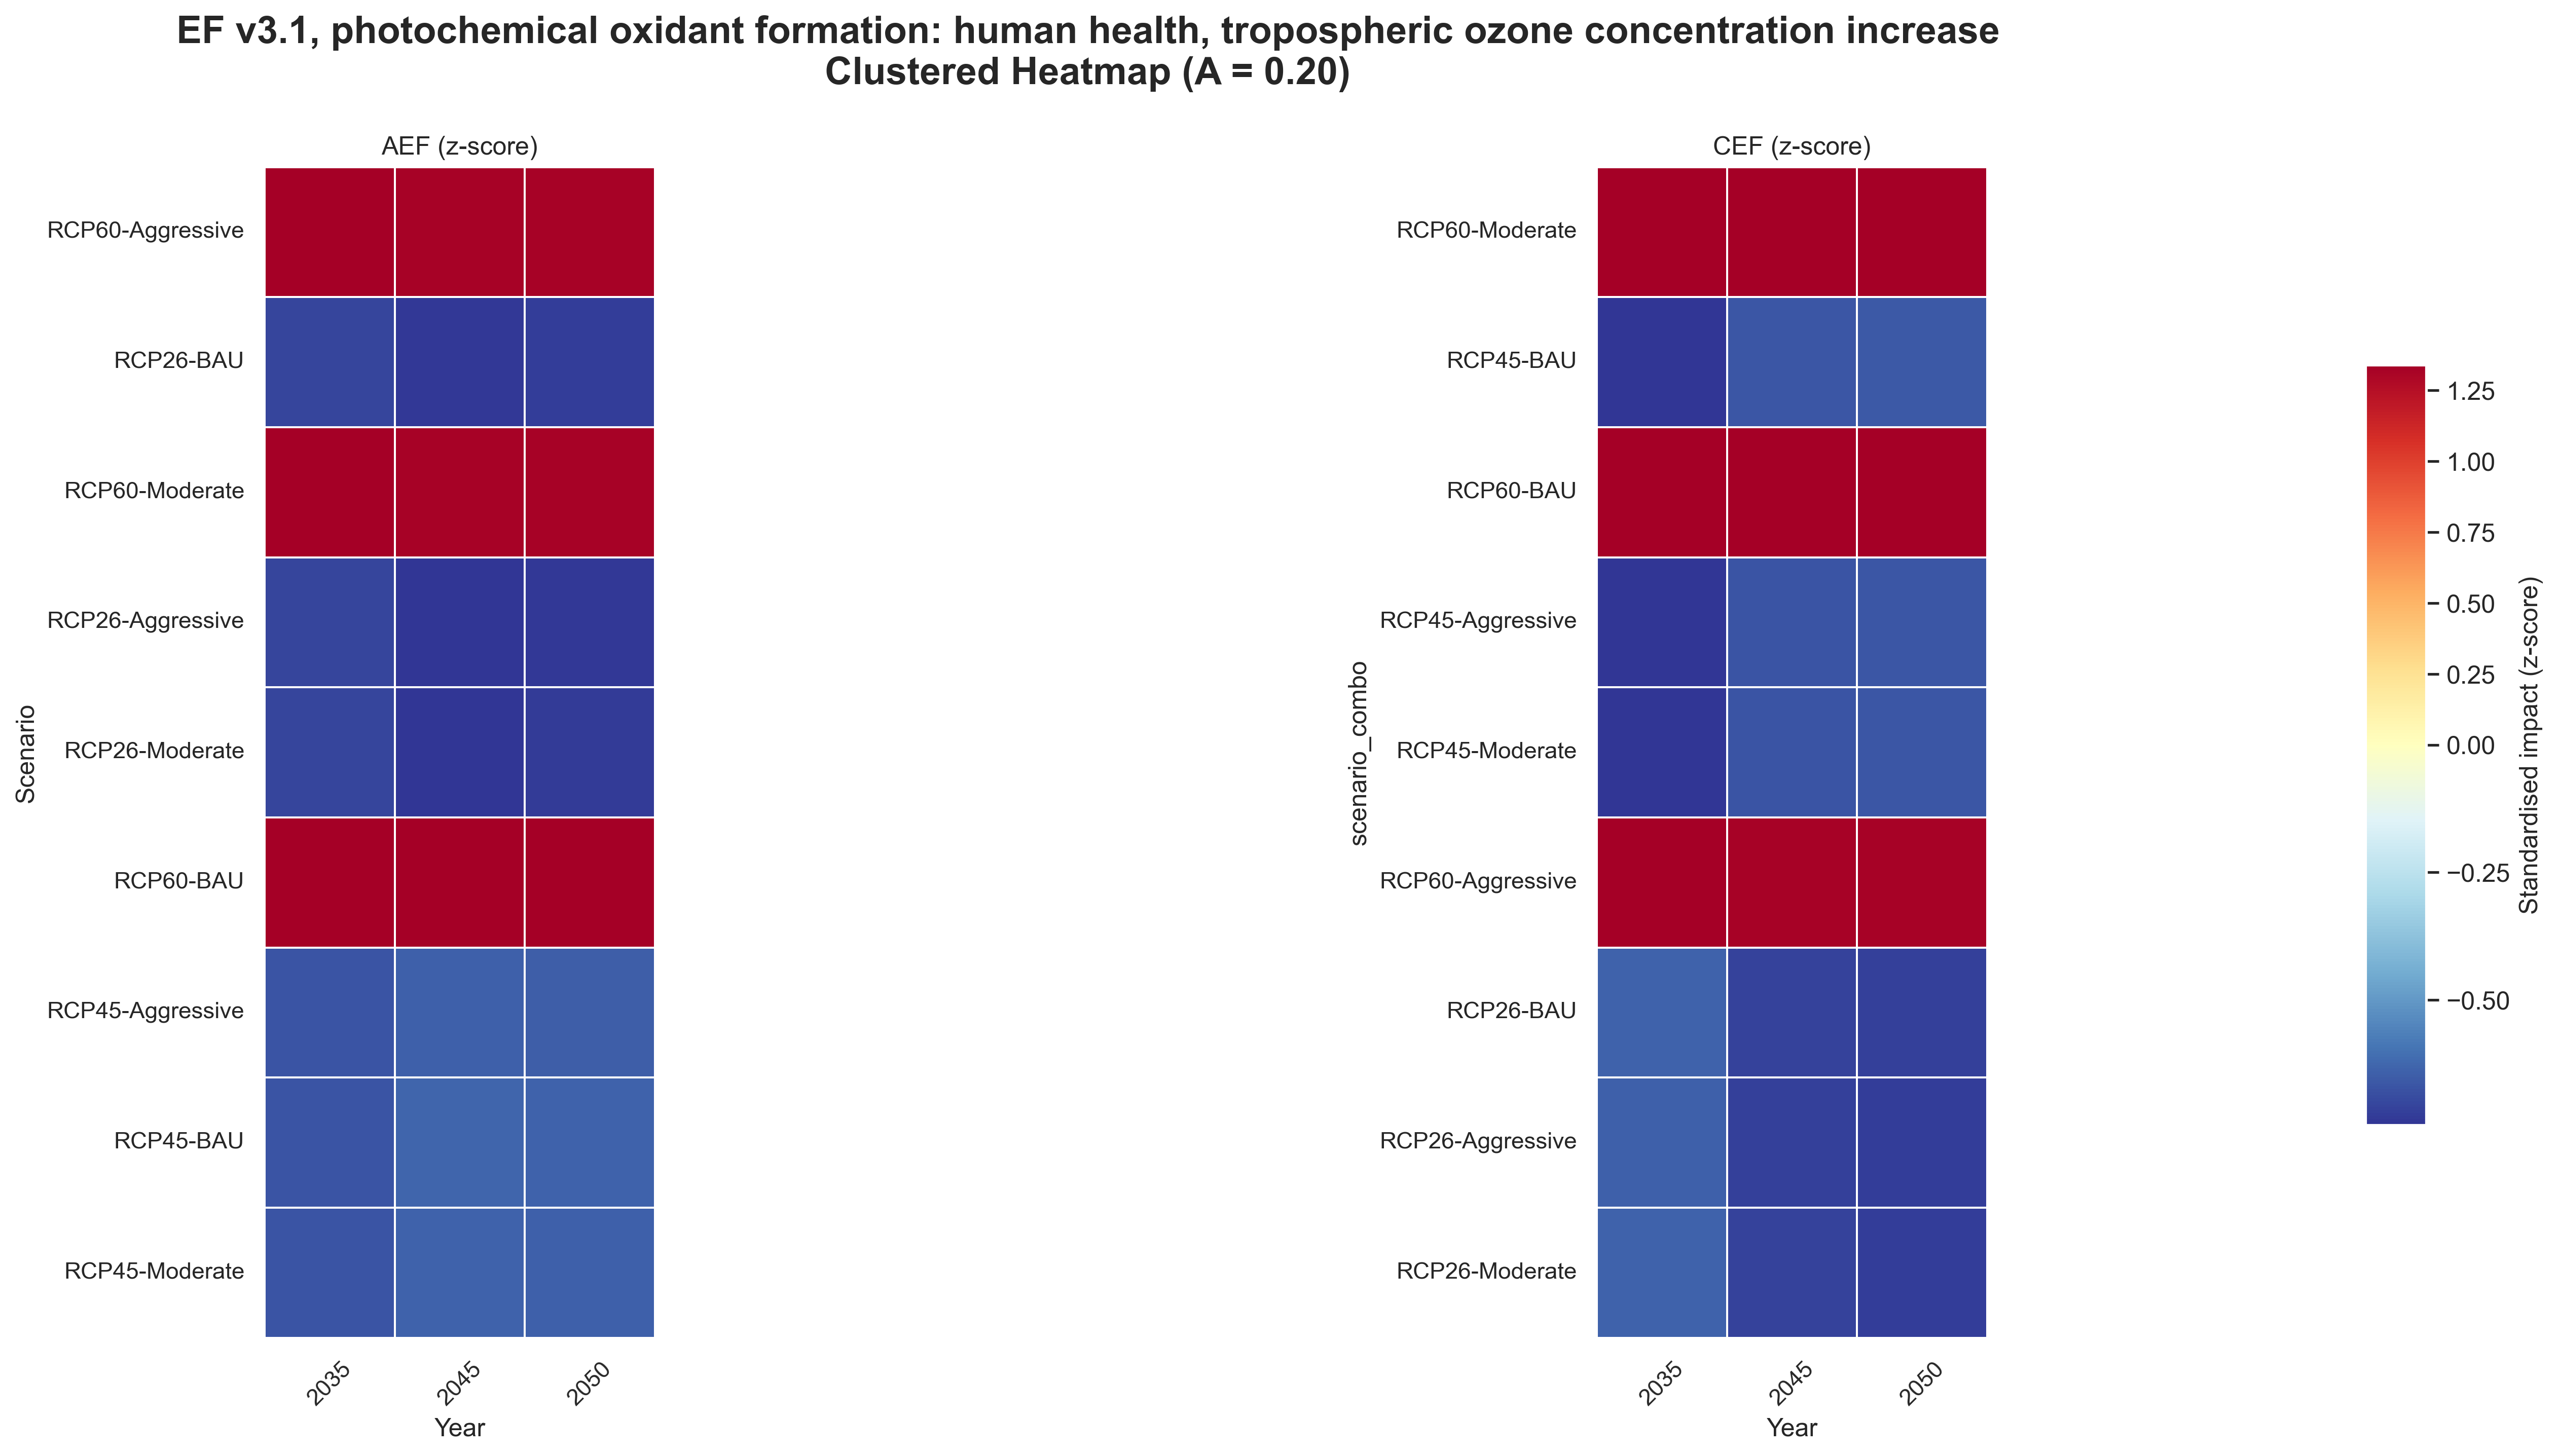 EF v3.1, photochemical oxidant formation: human health, tropospheric ozone concentration increase
Clustered Heatmap (A = 0.20)
AEF (z-score)
Scenario
RCP60-Aggressive
RCP26-BAU
RCP60-Moderate
RCP26-Aggressive
RCP26-Moderate
RCP60-BAU
RCP45-Aggressive
RCP45-BAU
RCP45-Moderate
2035
2045
2050
Year
CEF (z-score)
scenario_combo
RCP60-Moderate
RCP45-BAU
RCP60-BAU
RCP45-Aggressive
RCP45-Moderate
RCP60-Aggressive
RCP26-BAU
RCP26-Aggressive
RCP26-Moderate
2035
2045
2050
Year
1.25
1.00
0.75
0.50
0.25
0.00
−0.25
−0.50
Standardised impact (z-score)